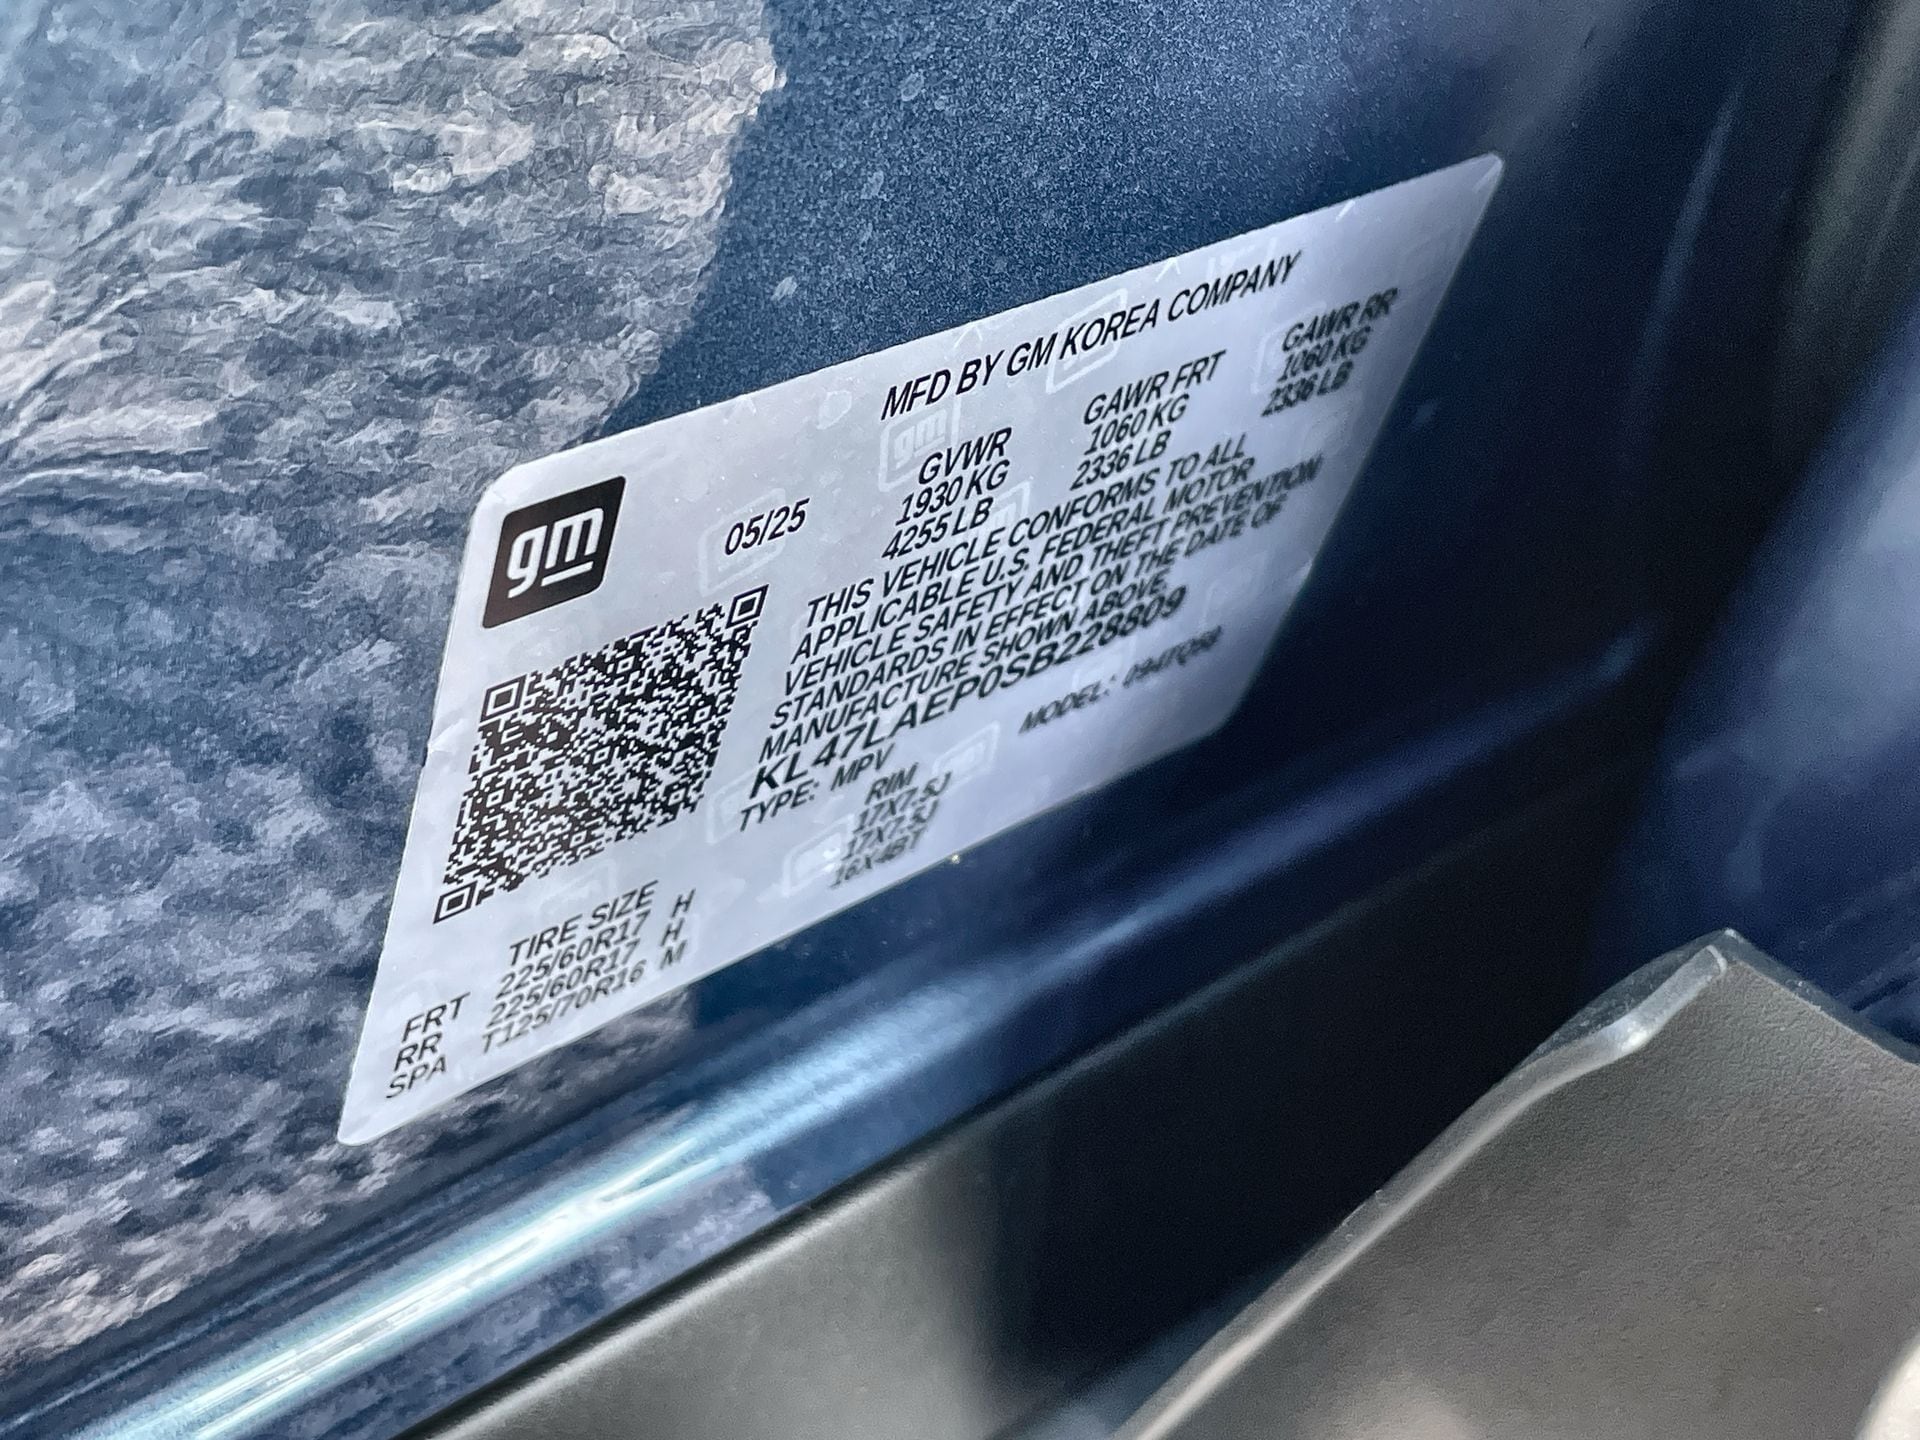 MFD BY GM KOREA COMPANY
gm
05/25
GVWR
1930 KG
4255 LB
GAWR FRT
1060 KG
2336 LB
GAWR RR
1060 KG
2336 LB
THIS VEHICLE CONFORMS TO ALL
APPLICABLE U.S. FEDERAL MOTOR
VEHICLE SAFETY AND THEFT PREVENTION
STANDARDS IN EFFECT ON THE DATE OF
MANUFACTURE SHOWN ABOVE.
KL47LAEP0SB228809
TYPE: MPV
MODEL:
TIRE SIZE
RIM
FRT 225/60R17 H 17X7.5J
RR 225/60R17 H 17X7.5J
SPA T125/70R16 M 16X4BT